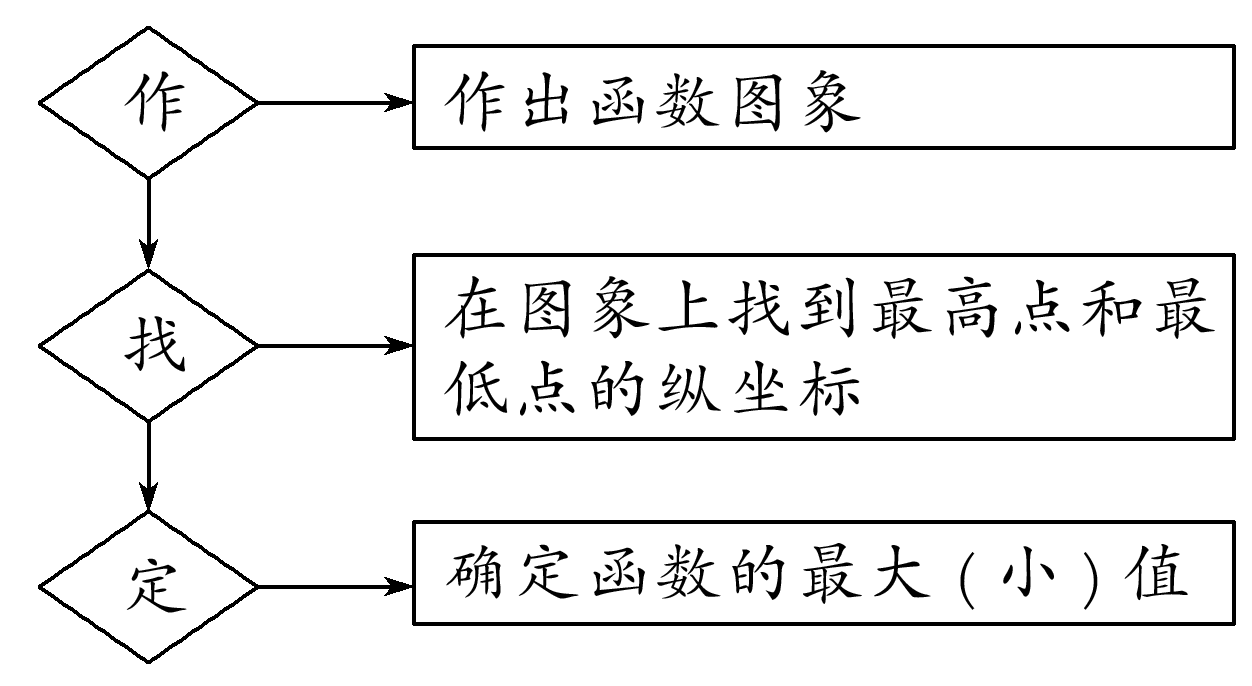 作
作出函数图象
找
在图象上找到最高点和最
低点的纵坐标
定
确定函数的最大(小)值